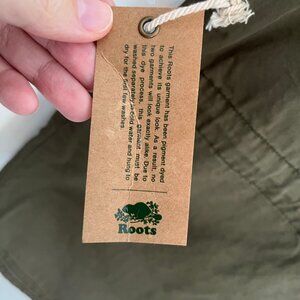 This Roots garment has been pigment dyed
to achieve its unique look. As a result, no
two garments will look exactly alike. Due to
this dye process, this garment must be
washed separately in cold water and hung to
dry for the first few washes.
Roots